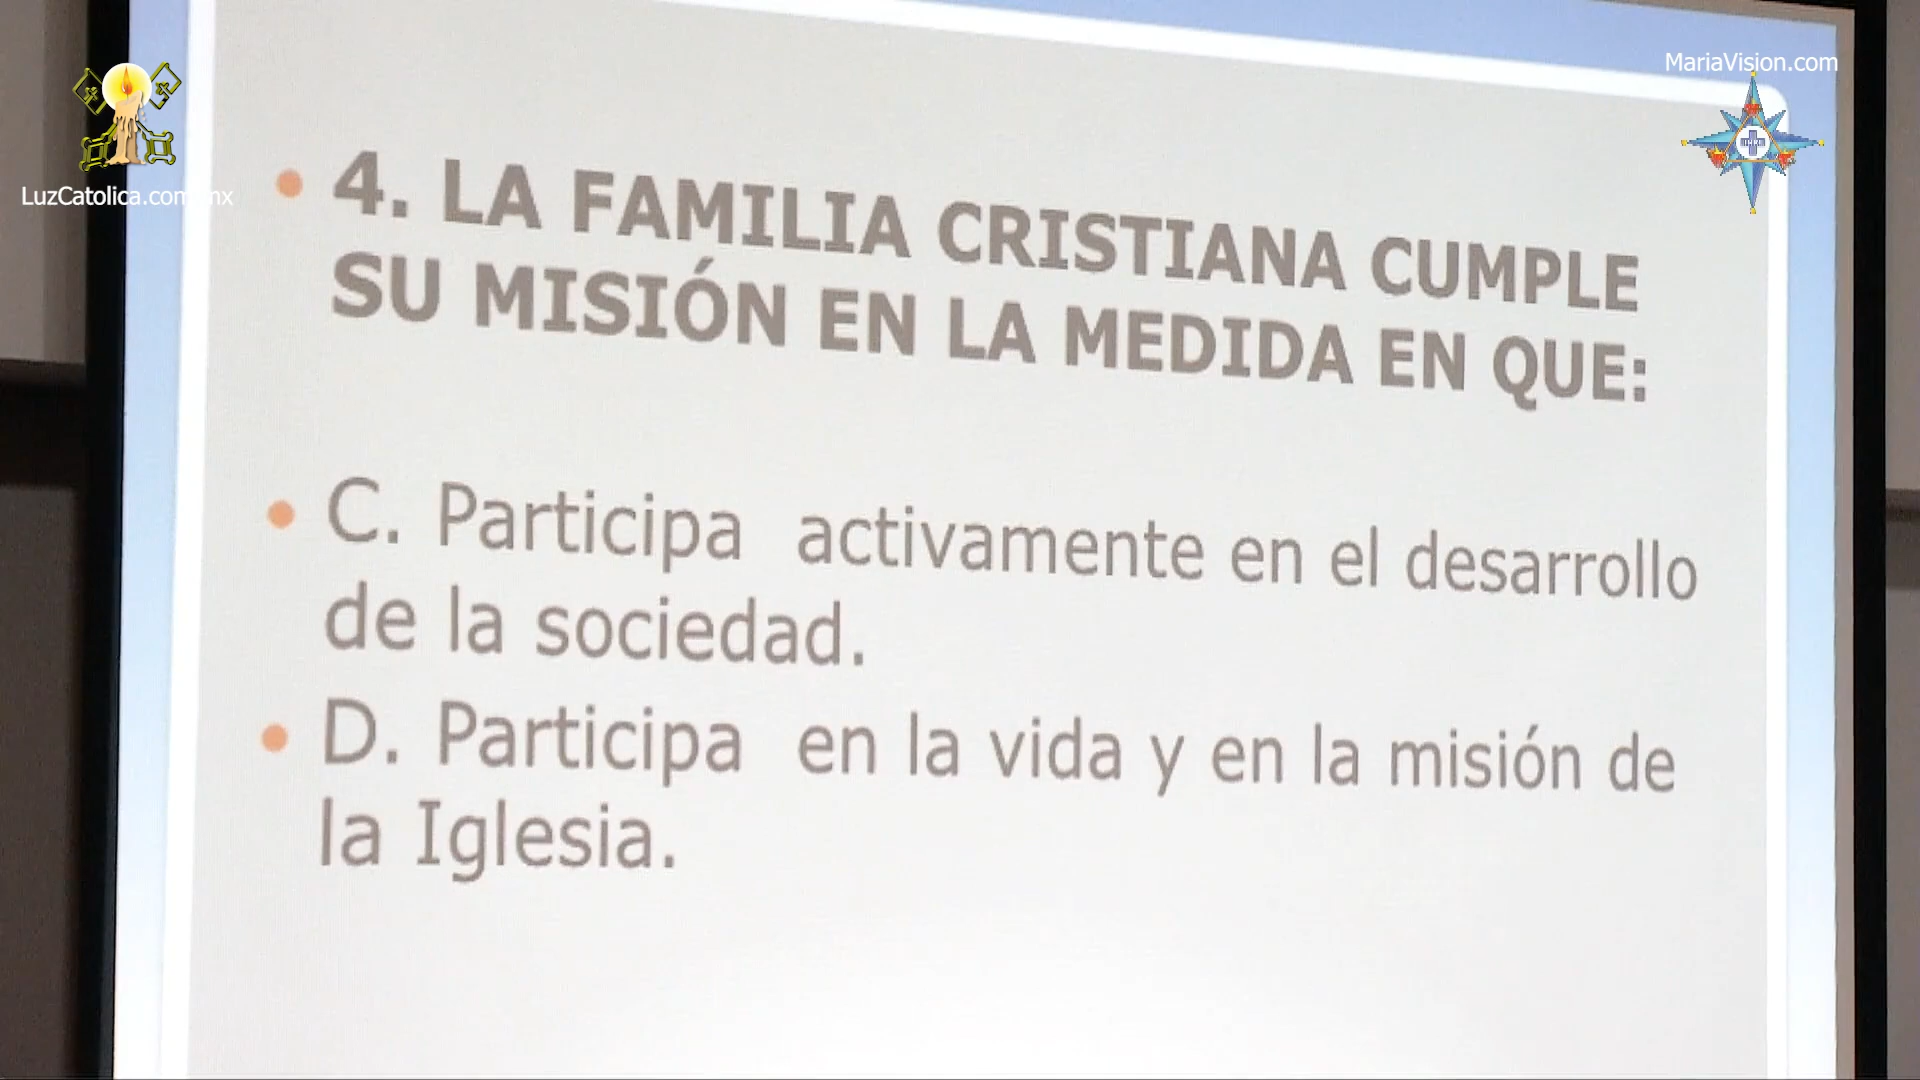 MariaVision.com
LuzCatolica.com.mx
• 4. LA FAMILIA CRISTIANA CUMPLE
SU MISIÓN EN LA MEDIDA EN QUE:
• C. Participa activamente en el desarrollo
de la sociedad.
• D. Participa en la vida y en la misión de
la Iglesia.